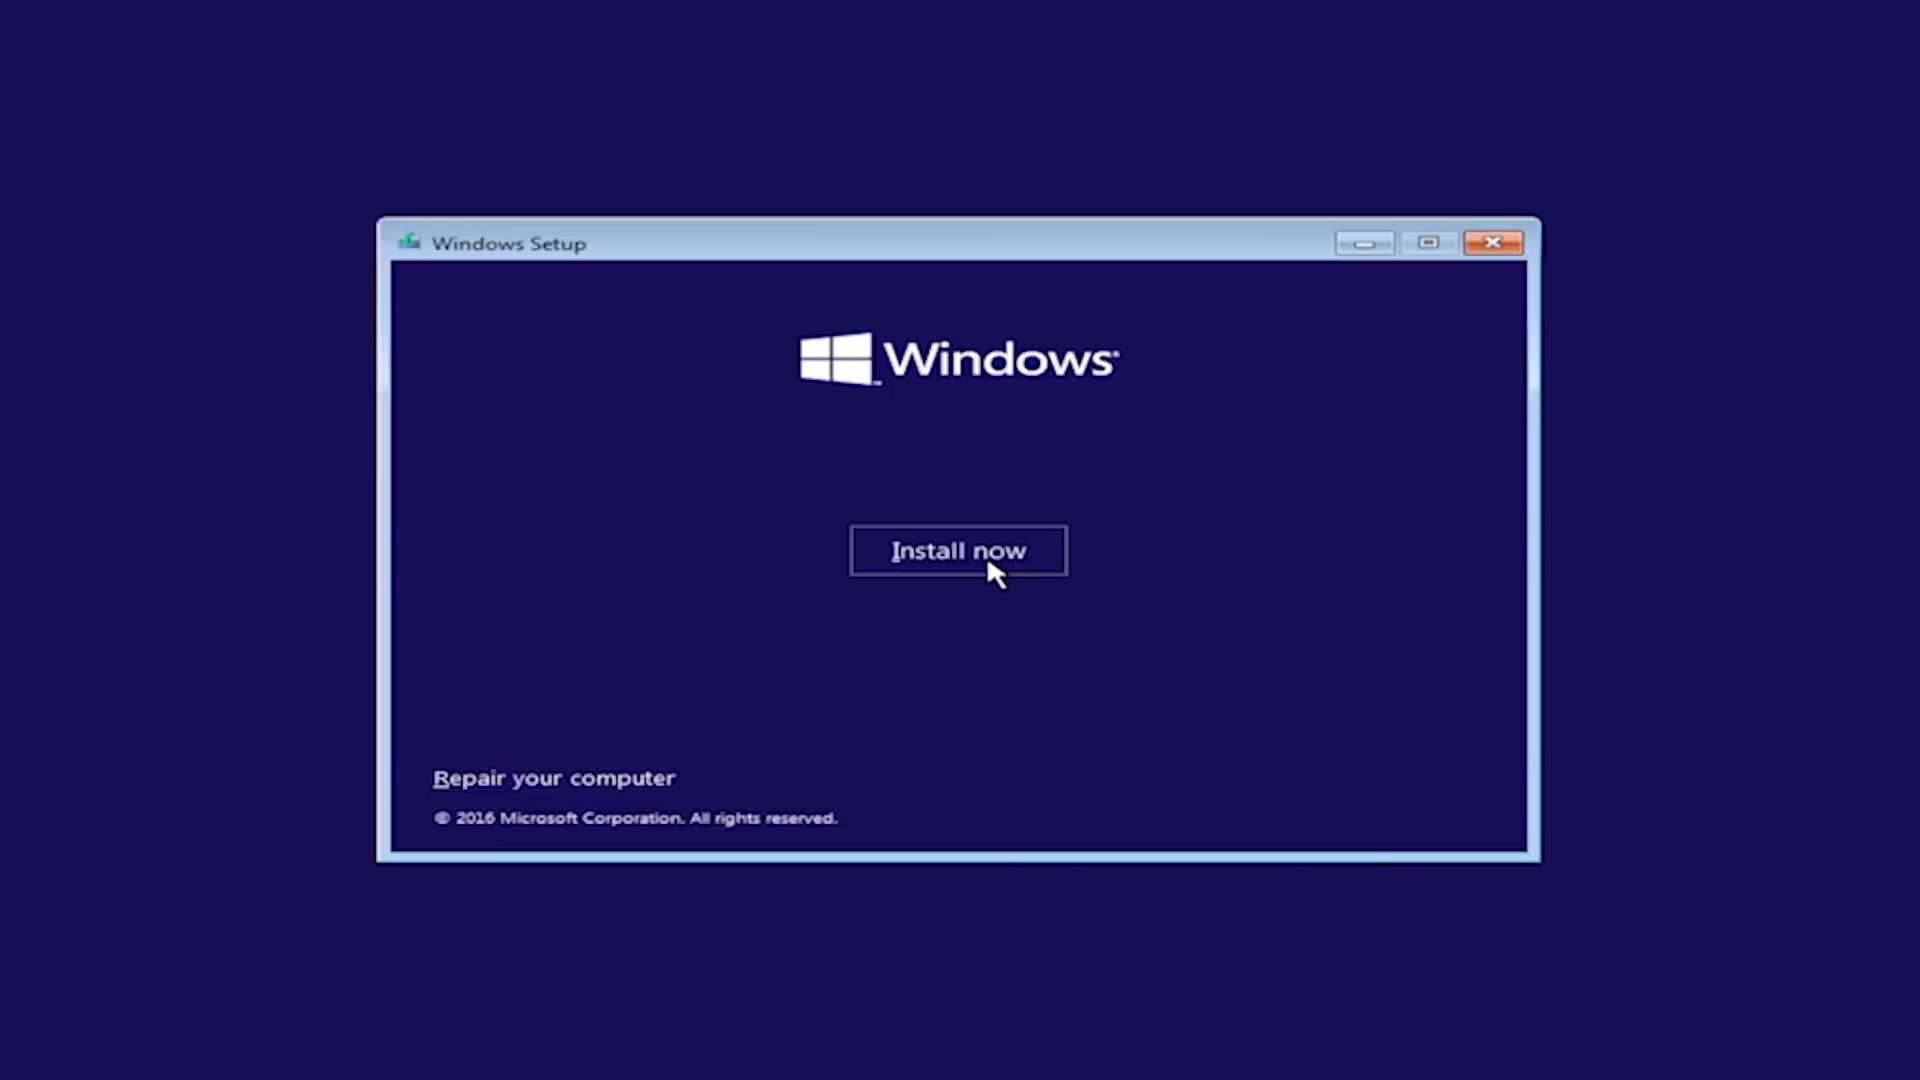 Windows Setup
Windows
Install now
Repair your computer
© 2016 Microsoft Corporation. All rights reserved.